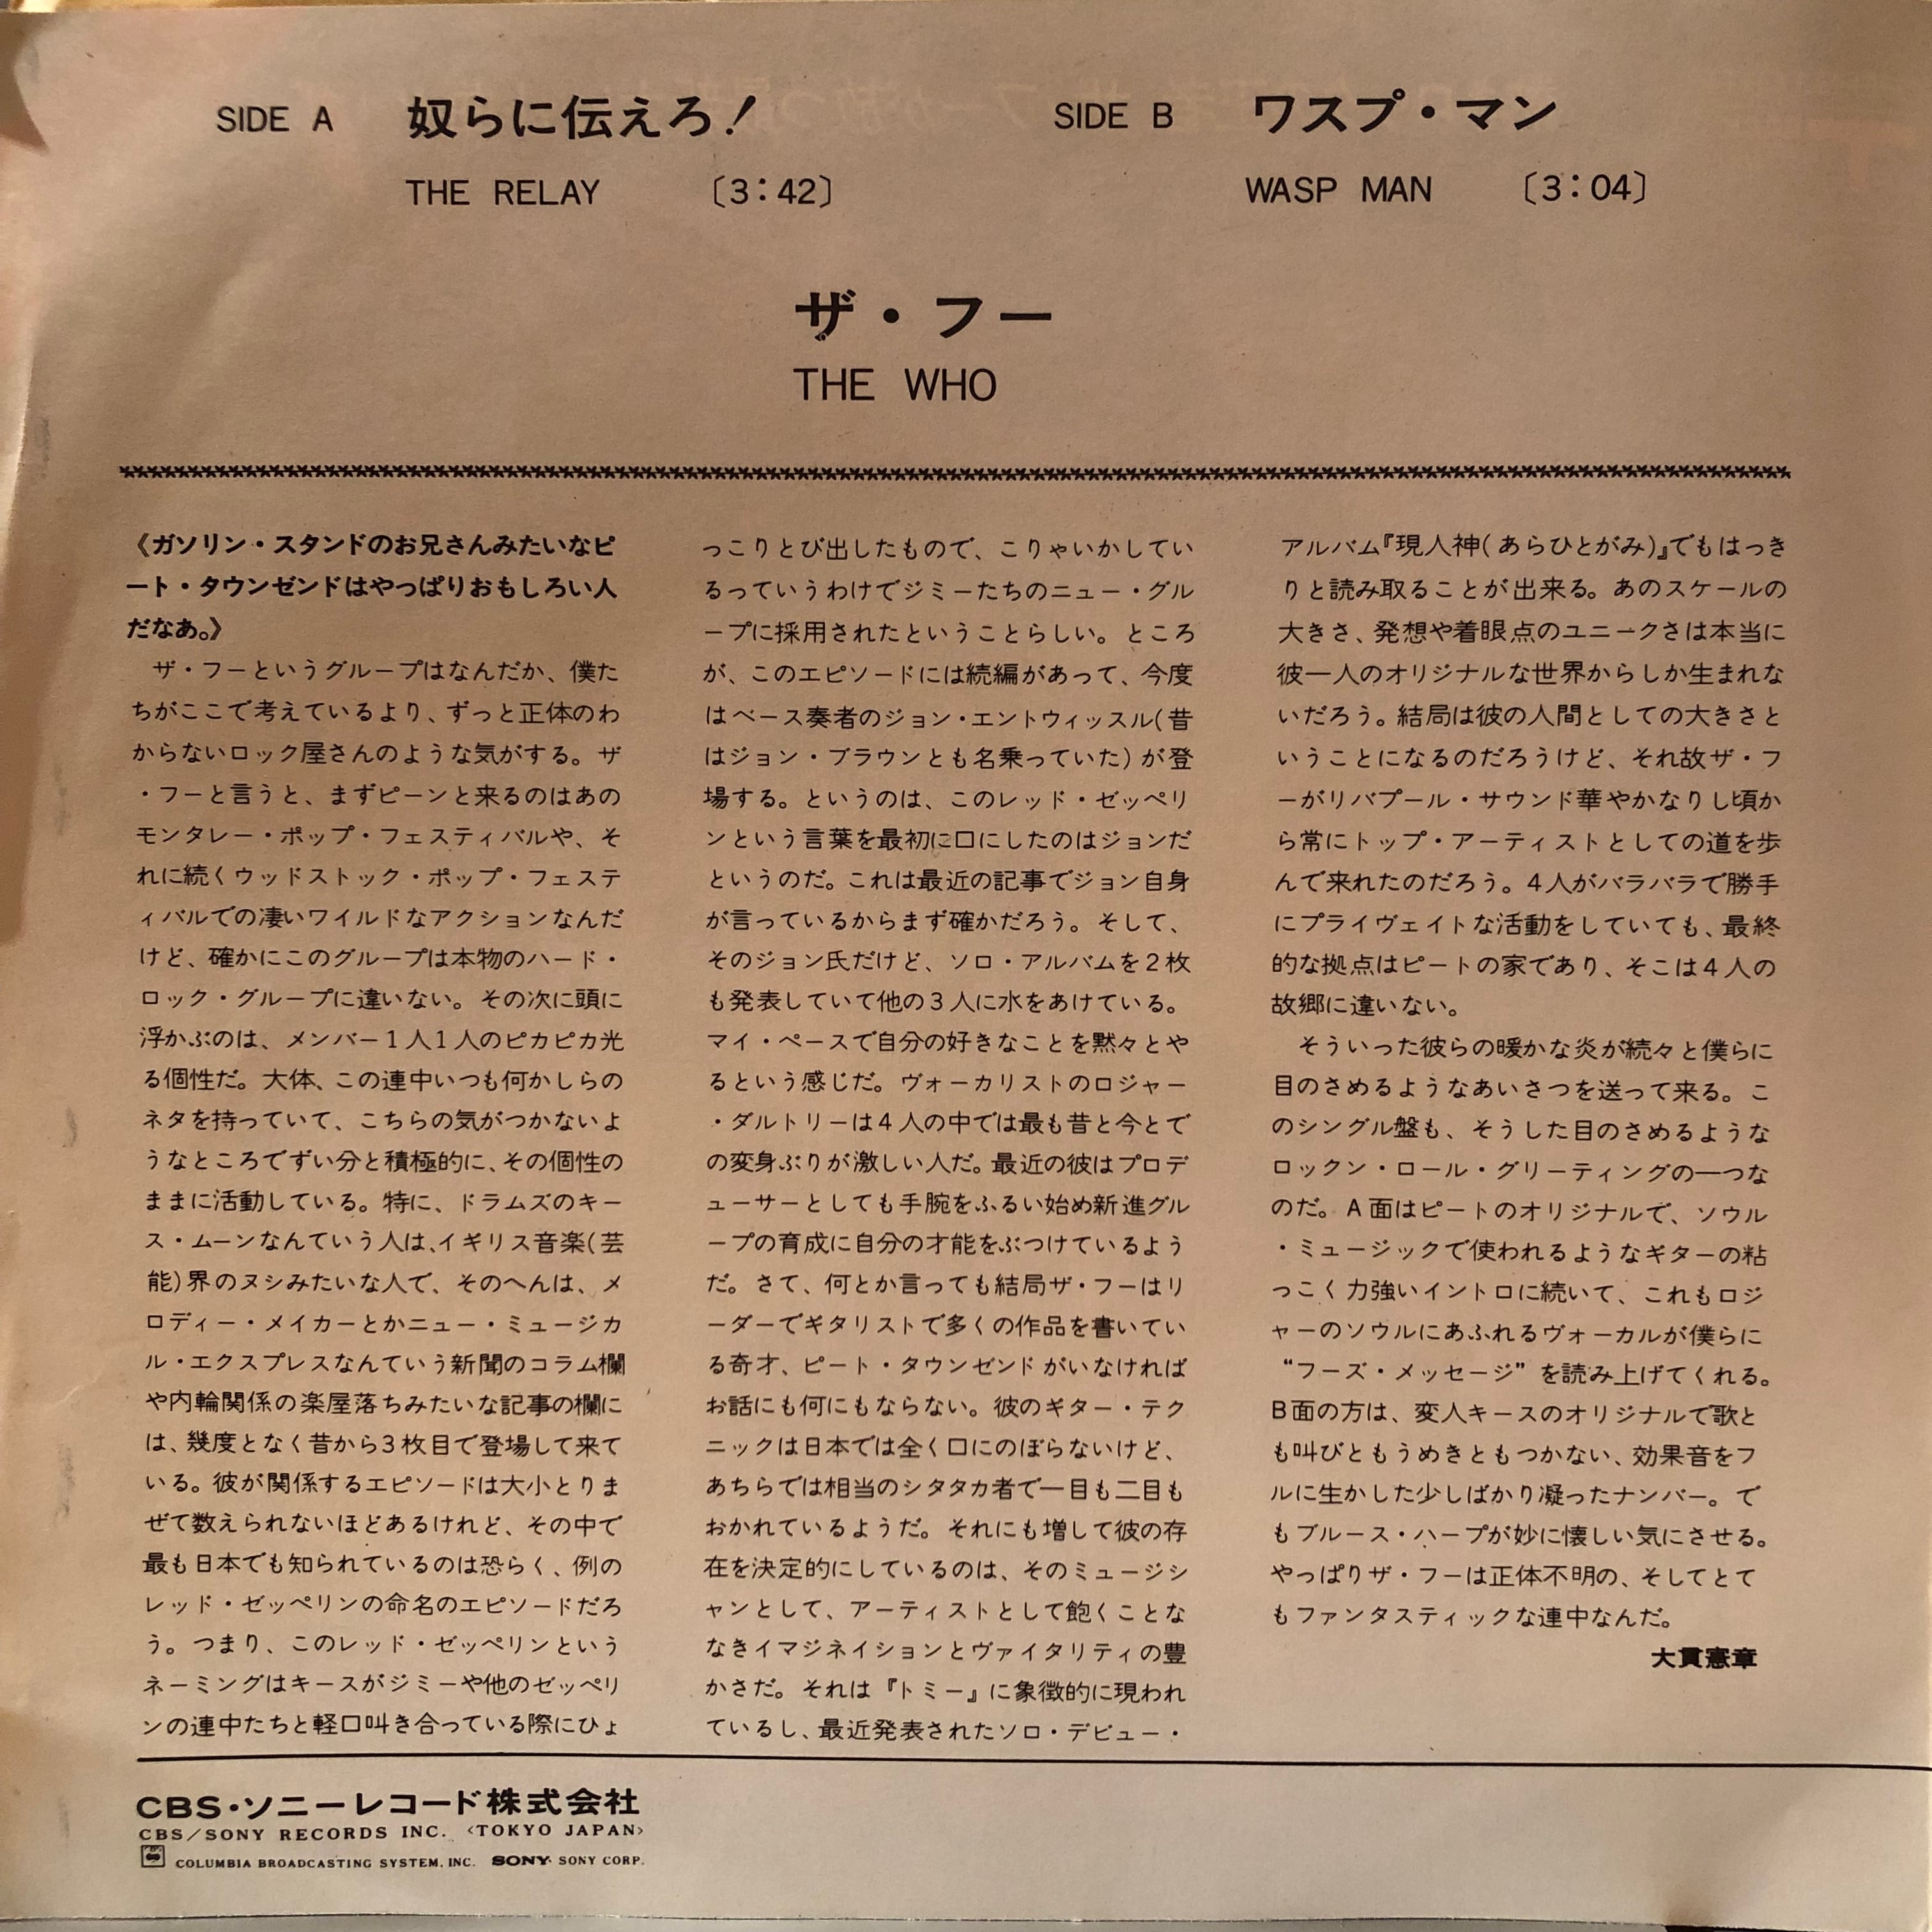 SIDE A 奴らに伝えろ！
THE RELAY 〔3：42〕
SIDE B ワスプ・マン
WASP MAN 〔3：04〕
ザ・フー
THE WHO
《ガソリン・スタンドのお兄さんみたいなピ
ート・タウンゼンドはやっぱりおもしろい人
だなあ。》
ザ・フーというグループはなんだか、僕た
ちがここで考えているより、ずっと正体のわ
からないロック屋さんのような気がする。ザ
・フーと言うと、まずピーンと来るのはあの
モンタレー・ポップ・フェスティバルや、そ
れに続くウッドストック・ポップ・フェステ
ィバルでの凄いワイルドなアクションなんだ
けど、確かにこのグループは本物のハード・
ロック・グループに違いない。その次に頭に
浮かぶのは、メンバー1人1人のピカピカ光
る個性だ。大体、この連中いつも何かしらの
ネタを持っていて、こちらの気がつかないよ
うなところでずい分と積極的に、その個性の
ままに活動している。特に、ドラムズのキー
ス・ムーンなんていう人は、イギリス音楽(芸
能)界のヌシみたいな人で、そのへんは、メ
ロディー・メイカーとかニュー・ミュージカ
ル・エクスプレスなんていう新聞のコラム欄
や内輪関係の楽屋落ちみたいな記事の欄に
は、幾度となく昔から3枚目で登場して来て
いる。彼が関係するエピソードは大小とりま
ぜて数えられないほどあるけれど、その中で
最も日本でも知られているのは恐らく、例の
レッド・ゼッペリンの命名のエピソードだろ
う。つまり、このレッド・ゼッペリンという
ネーミングはキースがジミーや他のゼッペリ
ンの連中たちと軽口叫き合っている際にひょ
っこりとび出したもので、こりゃいかしてい
るっていうわけでジミーたちのニュー・グル
ープに採用されたということらしい。ところ
が、このエピソードには続編があって、今度
はベース奏者のジョン・エントウィッスル(昔
はジョン・ブラウンとも名乗っていた)が登
場する。というのは、このレッド・ゼッペリ
ンという言葉を最初に口にしたのはジョンだ
というのだ。これは最近の記事でジョン自身
が言っているからまず確かだろう。そして、
そのジョン氏だけど、ソロ・アルバムを2枚
も発表していて他の3人に水をあけている。
マイ・ペースで自分の好きなことを黙々とや
るという感じだ。ヴォーカリストのロジャー
・ダルトリーは4人の中では最も昔と今とで
の変身ぶりが激しい人だ。最近の彼はプロデ
ューサーとしても手腕をふるい始め新進グル
ープの育成に自分の才能をぶつけているよう
だ。さて、何とか言っても結局ザ・フーはリ
ーダーでギタリストで多くの作品を書いてい
る奇才、ピート・タウンゼンドがいなければ
お話にも何にもならない。彼のギター・テク
ニックは日本では全く口にのぼらないけど、
あちらでは相当のシタタカ者で一目も二目も
おかれているようだ。それにも増して彼の存
在を決定的にしているのは、そのミュージシ
ャンとして、アーティストとして飽くことな
なきイマジネイションとヴァイタリティの豊
かさだ。それは『トミー』に象徴的に現われ
ているし、最近発表されたソロ・デビュー・
アルバム『現人神(あらひとがみ)』でもはっき
りと読み取ることが出来る。あのスケールの
大きさ、発想や着眼点のユニークさは本当に
彼一人のオリジナルな世界からしか生まれな
いだろう。結局は彼の人間としての大きさと
いうことになるのだろうけど、それ故ザ・フ
ーがリバプール・サウンド華やかなりし頃か
ら常にトップ・アーティストとしての道を歩
んで来れたのだろう。4人がバラバラで勝手
にプライヴェイトな活動をしていても、最終
的な拠点はピートの家であり、そこは4人の
故郷に違いない。
そういった彼らの暖かな炎が続々と僕らに
目のさめるようなあいさつを送って来る。こ
のシングル盤も、そうした目のさめるような
ロックン・ロール・グリーティングの一つな
のだ。A面はピートのオリジナルで、ソウル
・ミュージックで使われるようなギターの粘
っこく力強いイントロに続いて、これもロジ
ャーのソウルにあふれるヴォーカルが僕らに
“フーズ・メッセージ”を読み上げてくれる。
B面の方は、変人キースのオリジナルで歌と
も叫びともうめきともつかない、効果音をフ
ルに生かした少しばかり凝ったナンバー。で
もブルース・ハープが妙に懐しい気にさせる。
やっぱりザ・フーは正体不明の、そしてとて
もファンタスティックな連中なんだ。
大貫憲章
CBS・ソニーレコード株式会社
CBS/SONY RECORDS INC. <TOKYO JAPAN>
COLUMBIA BROADCASTING SYSTEM, INC. SONY SONY CORP.